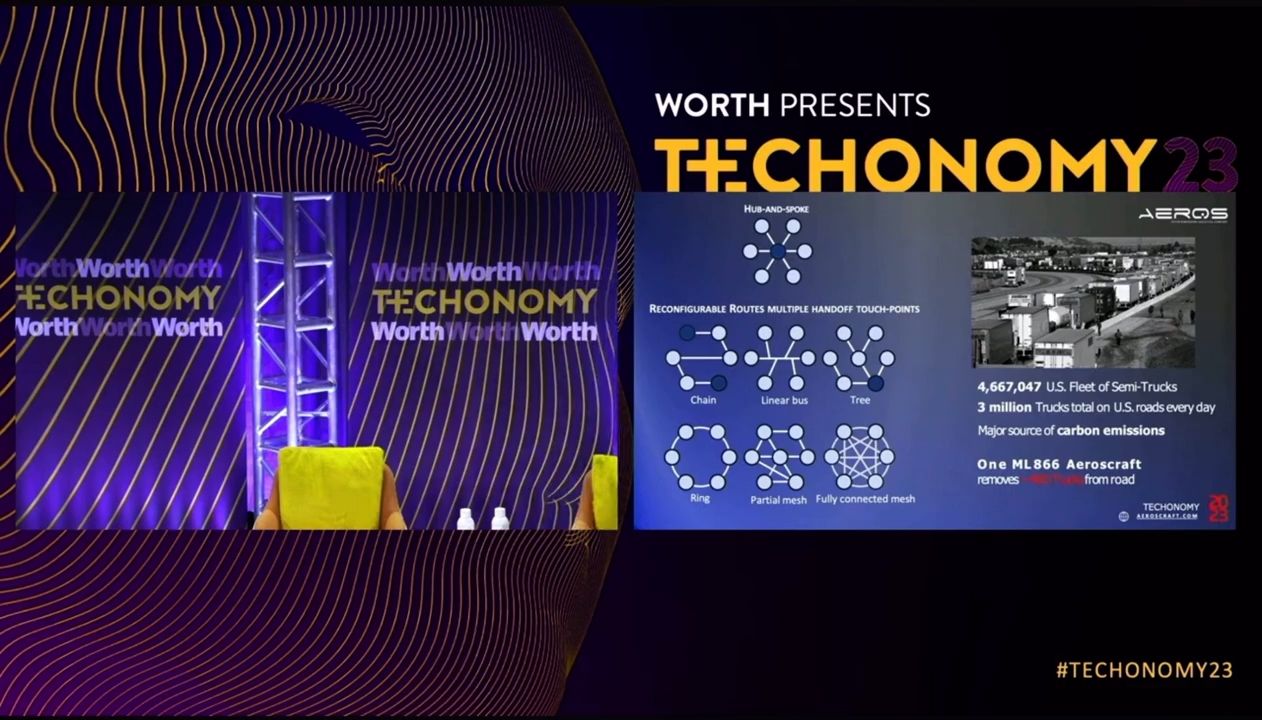 WORTH PRESENTS
TECHONOMY 23
Worth Worth Worth
TECHONOMY
Worth Worth Worth
Worth Worth Worth
TECHONOMY
Worth Worth Worth
HUB-AND-SPOKE
RECONFIGURABLE ROUTES MULTIPLE HANDOFF TOUCH-POINTS
Chain
Linear bus
Tree
Ring
Partial mesh
Fully connected mesh
AEROS
4,667,047 U.S. Fleet of Semi-Trucks
3 million Trucks total on U.S. roads every day
Major source of carbon emissions
One ML866 Aeroscraft
removes from road
TECHONOMY
AEROSCRAFT.COM
2023
#TECHONOMY23